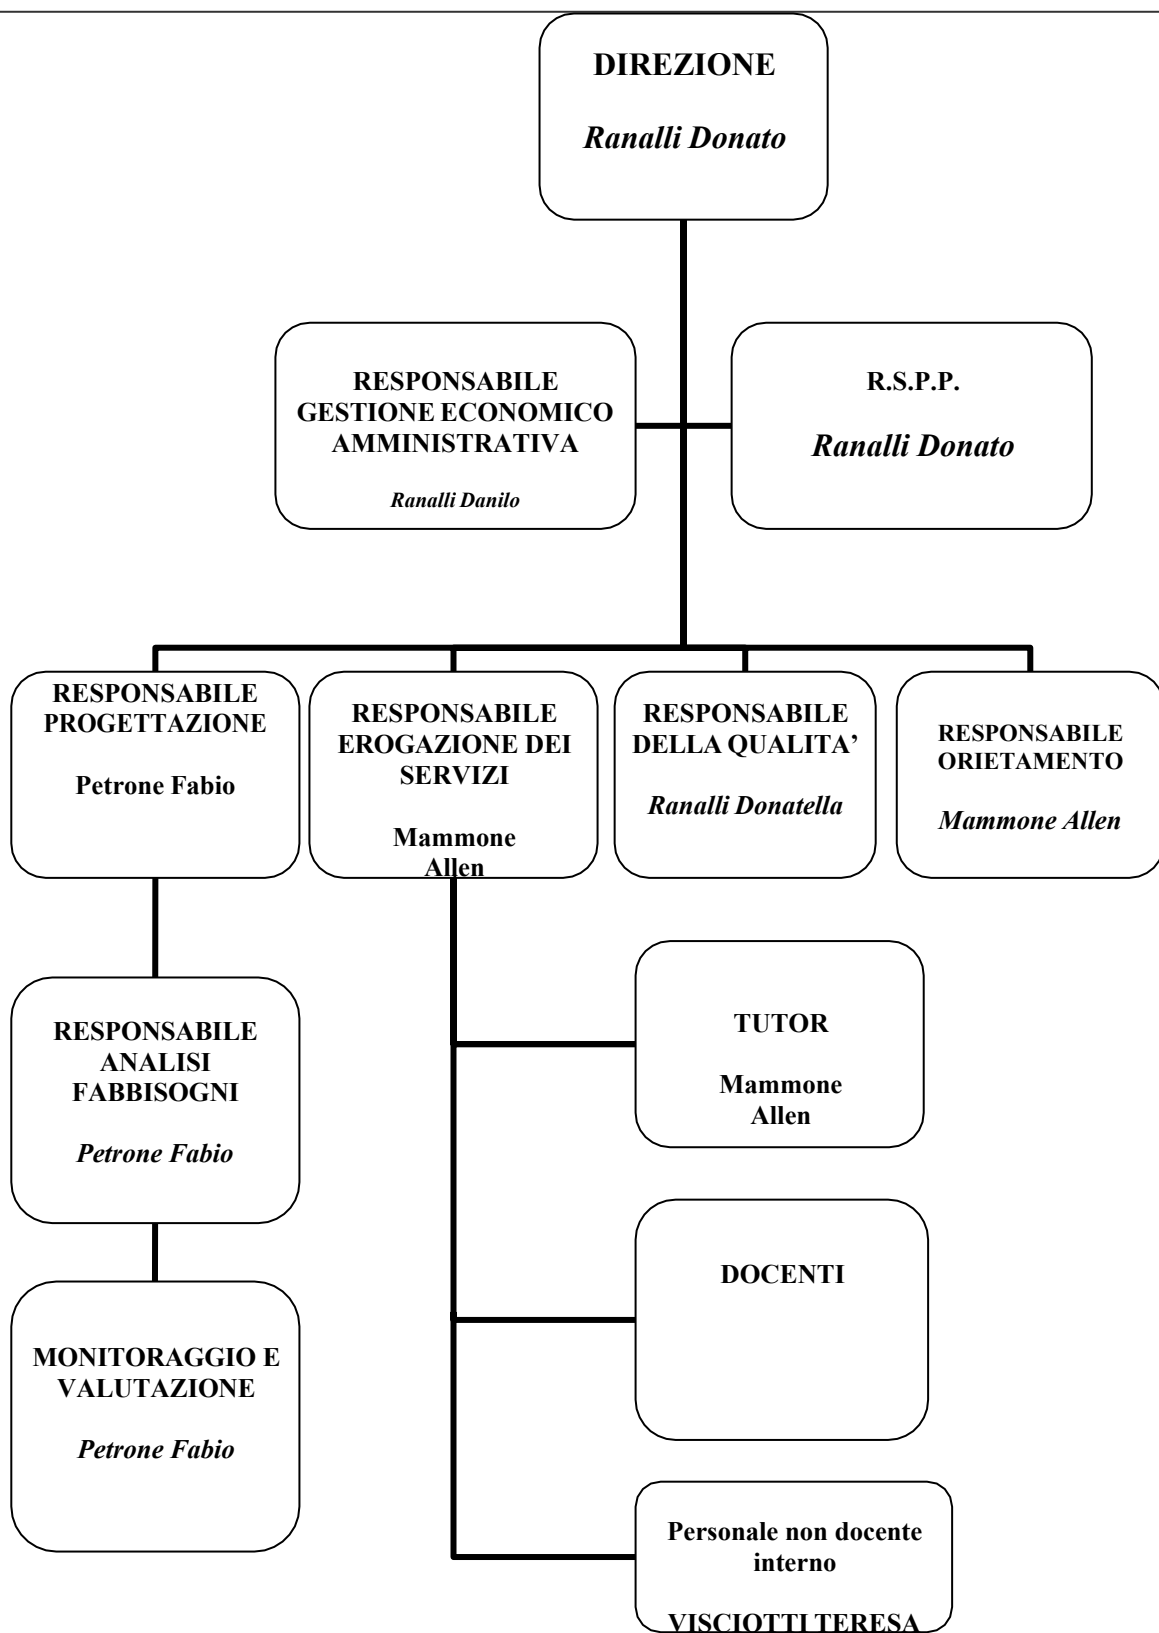 DIREZIONE
Ranalli Donato
RESPONSABILE
GESTIONE ECONOMICO
AMMINISTRATIVA
Ranalli Danilo
R.S.P.P.
Ranalli Donato
RESPONSABILE
PROGETTAZIONE
Petrone Fabio
RESPONSABILE
EROGAZIONE DEI
SERVIZI
Mammone
Allen
RESPONSABILE
DELLA QUALITA’
Ranalli Donatella
RESPONSABILE
ORIETAMENTO
Mammone Allen
RESPONSABILE
ANALISI
FABBISOGNI
Petrone Fabio
MONITORAGGIO E
VALUTAZIONE
Petrone Fabio
TUTOR
Mammone
Allen
DOCENTI
Personale non docente
interno
VISCIOTTI TERESA